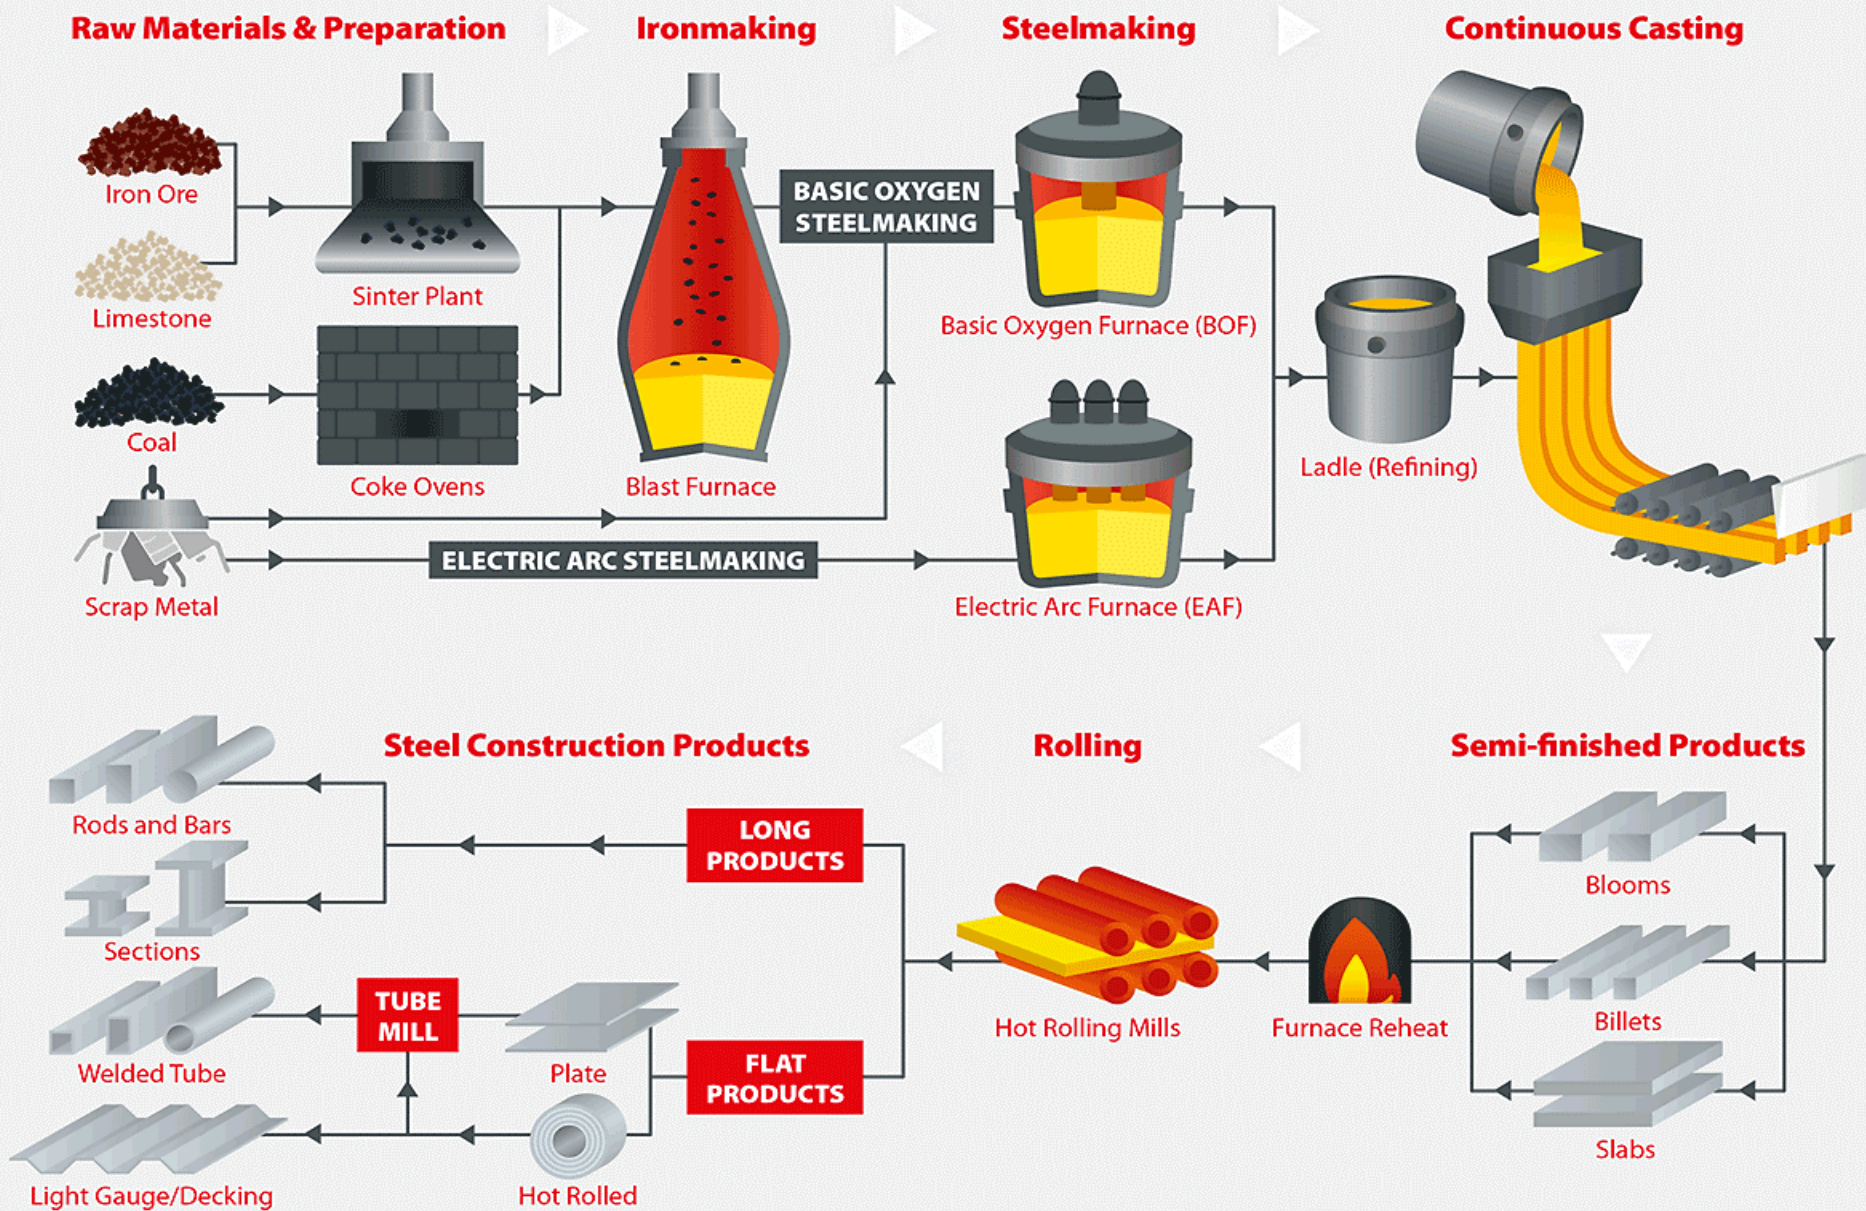 Raw Materials & Preparation
Ironmaking
Steelmaking
Continuous Casting
Iron Ore
Limestone
Coal
Scrap Metal
Sinter Plant
Coke Ovens
Blast Furnace
BASIC OXYGEN
STEELMAKING
ELECTRIC ARC STEELMAKING
Basic Oxygen Furnace (BOF)
Electric Arc Furnace (EAF)
Ladle (Refining)
Semi-finished Products
Blooms
Billets
Slabs
Rolling
Furnace Reheat
Hot Rolling Mills
Steel Construction Products
LONG
PRODUCTS
FLAT
PRODUCTS
Rods and Bars
Sections
TUBE
MILL
Plate
Welded Tube
Light Gauge/Decking
Hot Rolled